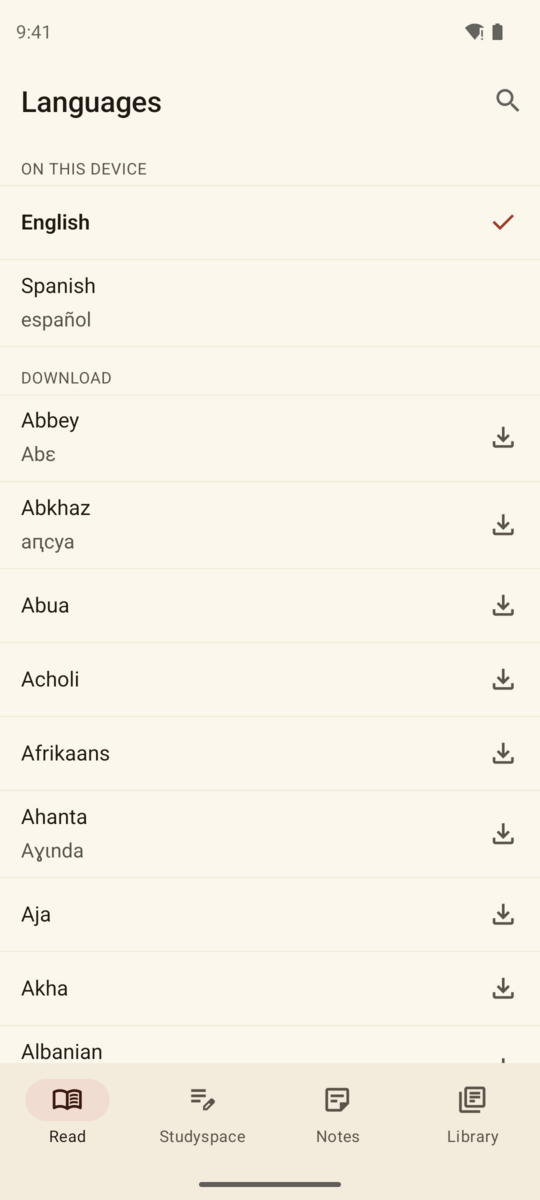 9:41
Languages
ON THIS DEVICE
English
Spanish
español
DOWNLOAD
Abbey
Abɛ
Abkhaz
аԥсуа
Abua
Acholi
Afrikaans
Ahanta
Aɣɩnda
Aja
Akha
Albanian
Read
Studyspace
Notes
Library